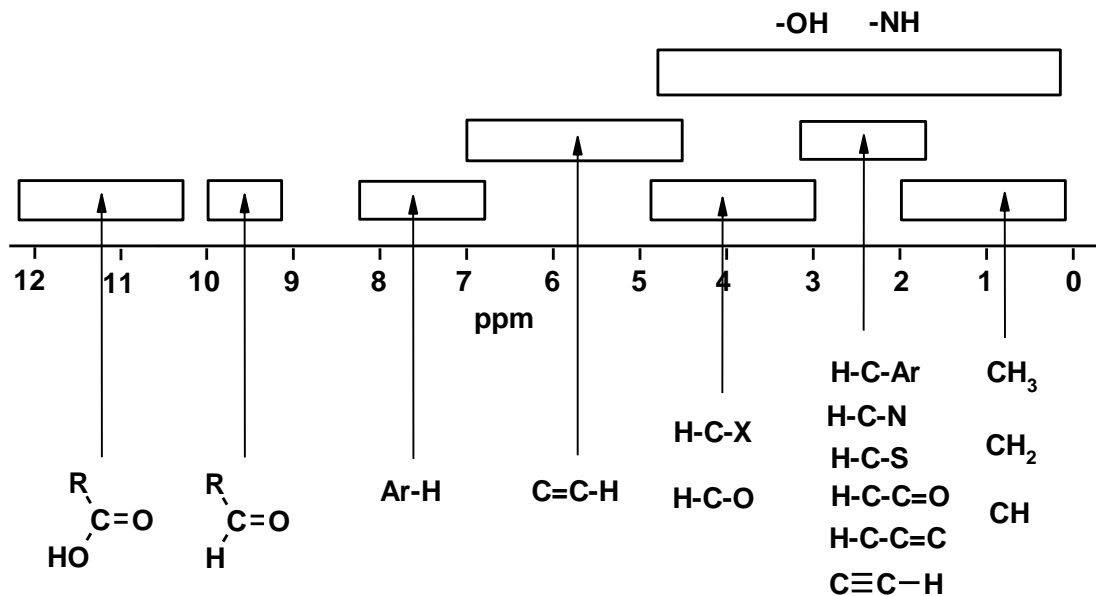 -OH -NH
12 11 10 9 8 7 6 5 4 3 2 1 0
ppm
H-C-Ar CH₃
H-C-N
H-C-X CH₂
H-C-S
R R Ar-H C=C-H H-C-O H-C-C=O CH
C=O C=O
H-C-C=C
HO H
C≡C-H